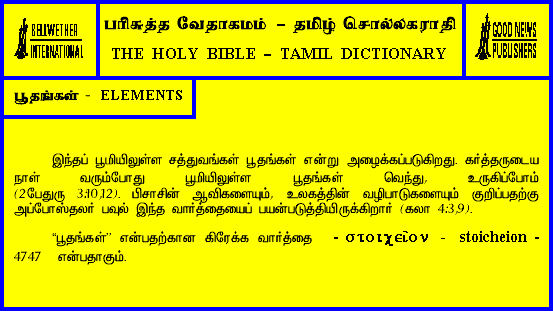 BELLWETHER
INTERNATIONAL
பரிசுத்த வேதாகமம் – தமிழ் சொல்லகராதி
THE HOLY BIBLE – TAMIL DICTIONARY
GOOD NEWS
PUBLISHERS
பூதங்கள் - ELEMENTS
இந்தப் பூமியிலுள்ள சத்துவங்கள் பூதங்கள் என்று அழைக்கப்படுகிறது. கர்த்தருடைய
நாள் வரும்போது பூமியிலுள்ள பூதங்கள் வெந்து, உருகிப்போம்
(2பேதுரு 3:10,12). பிசாசின் ஆவிகளையும், உலகத்தின் வழிபாடுகளையும் குறிப்பதற்கு
அப்போஸ்தலர் பவுல் இந்த வார்த்தையைப் பயன்படுத்தியிருக்கிறார் (கலா 4:3,9).
“பூதங்கள்” என்பதற்கான கிரேக்க வார்த்தை - στοιχεῖον - stoicheion -
4747 என்பதாகும்.